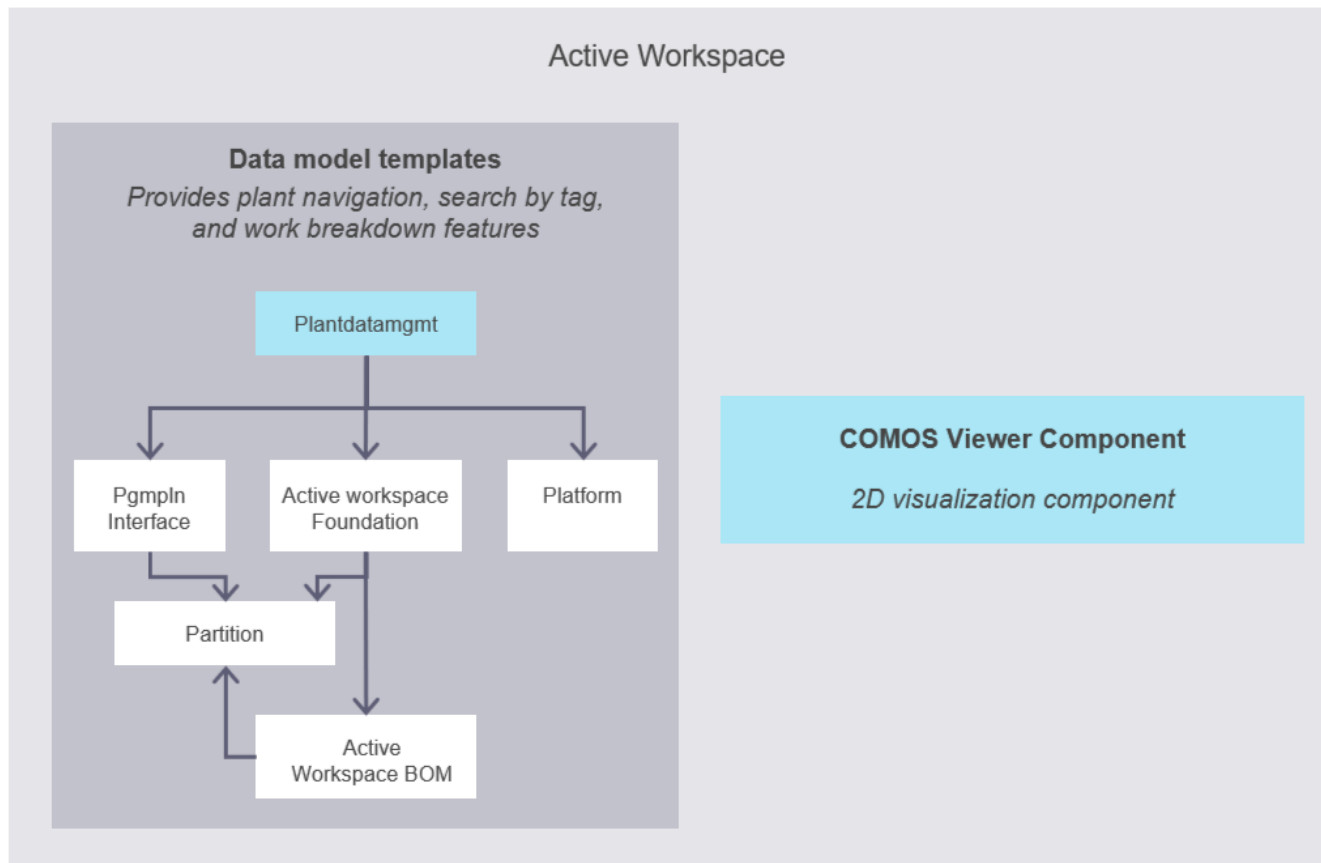 Active Workspace
Data model templates
Provides plant navigation, search by tag,
and work breakdown features
Plantdatamgmt
PgmpIn
Interface
Active workspace
Foundation
Platform
COMOS Viewer Component
2D visualization component
Partition
Active
Workspace BOM